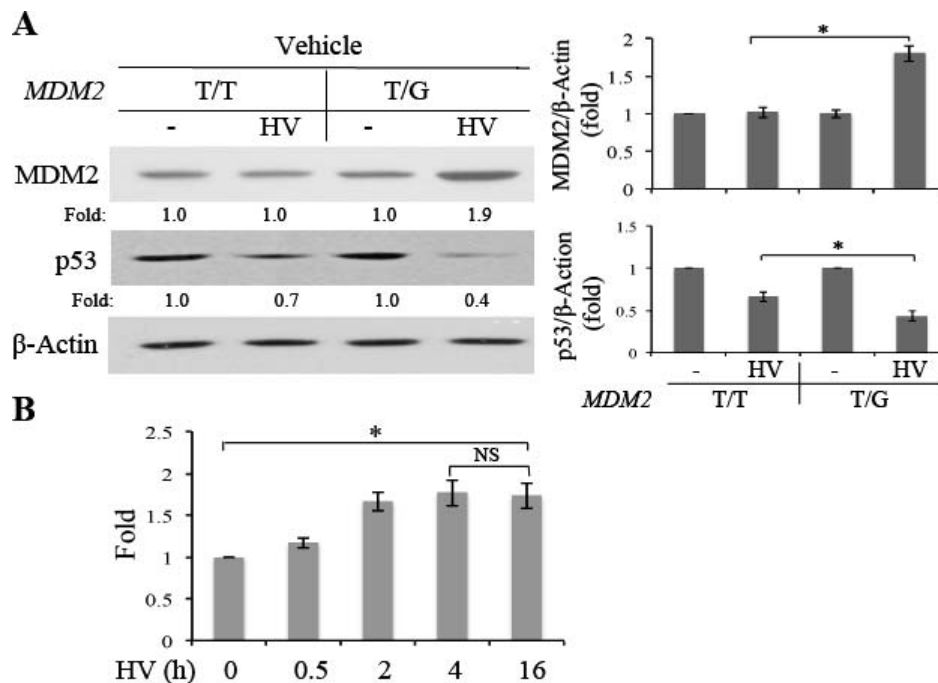 A
Vehicle
MDM2 T/T T/G
- HV - HV
MDM2
Fold: 1.0 1.0 1.0 1.9
p53
Fold: 1.0 0.7 1.0 0.4
β-Actin
MDM2/β-Actin
(fold)
2
1.5
1
0.5
0
*
p53/β-Action
(fold)
1.5
1
0.5
0
*
- HV - HV
MDM2 T/T T/G
B
Fold
2.5
2
1.5
1
0.5
0
*
NS
HV (h) 0 0.5 2 4 16